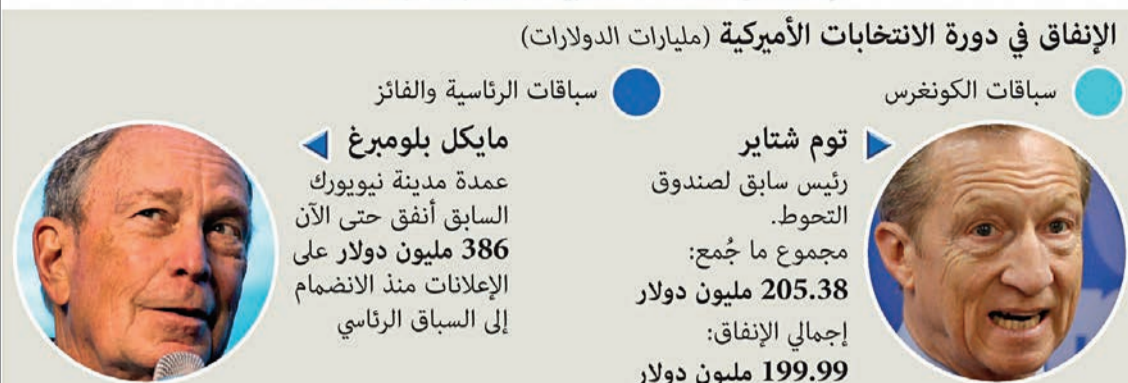 الإنفاق في دورة الانتخابات الأميركية (مليارات الدولارات)
سباقات الكونغرس
سباقات الرئاسية والفائز
توم شتاير
رئيس سابق لصندوق
التحوط.
مجموع ما جُمع:
205.38 مليون دولار
إجمالي الإنفاق:
199.99 مليون دولار
مايكل بلومبرغ
عمدة مدينة نيويورك
السابق أنفق حتى الآن
386 مليون دولار على
الإعلانات منذ الانضمام
إلى السباق الرئاسي